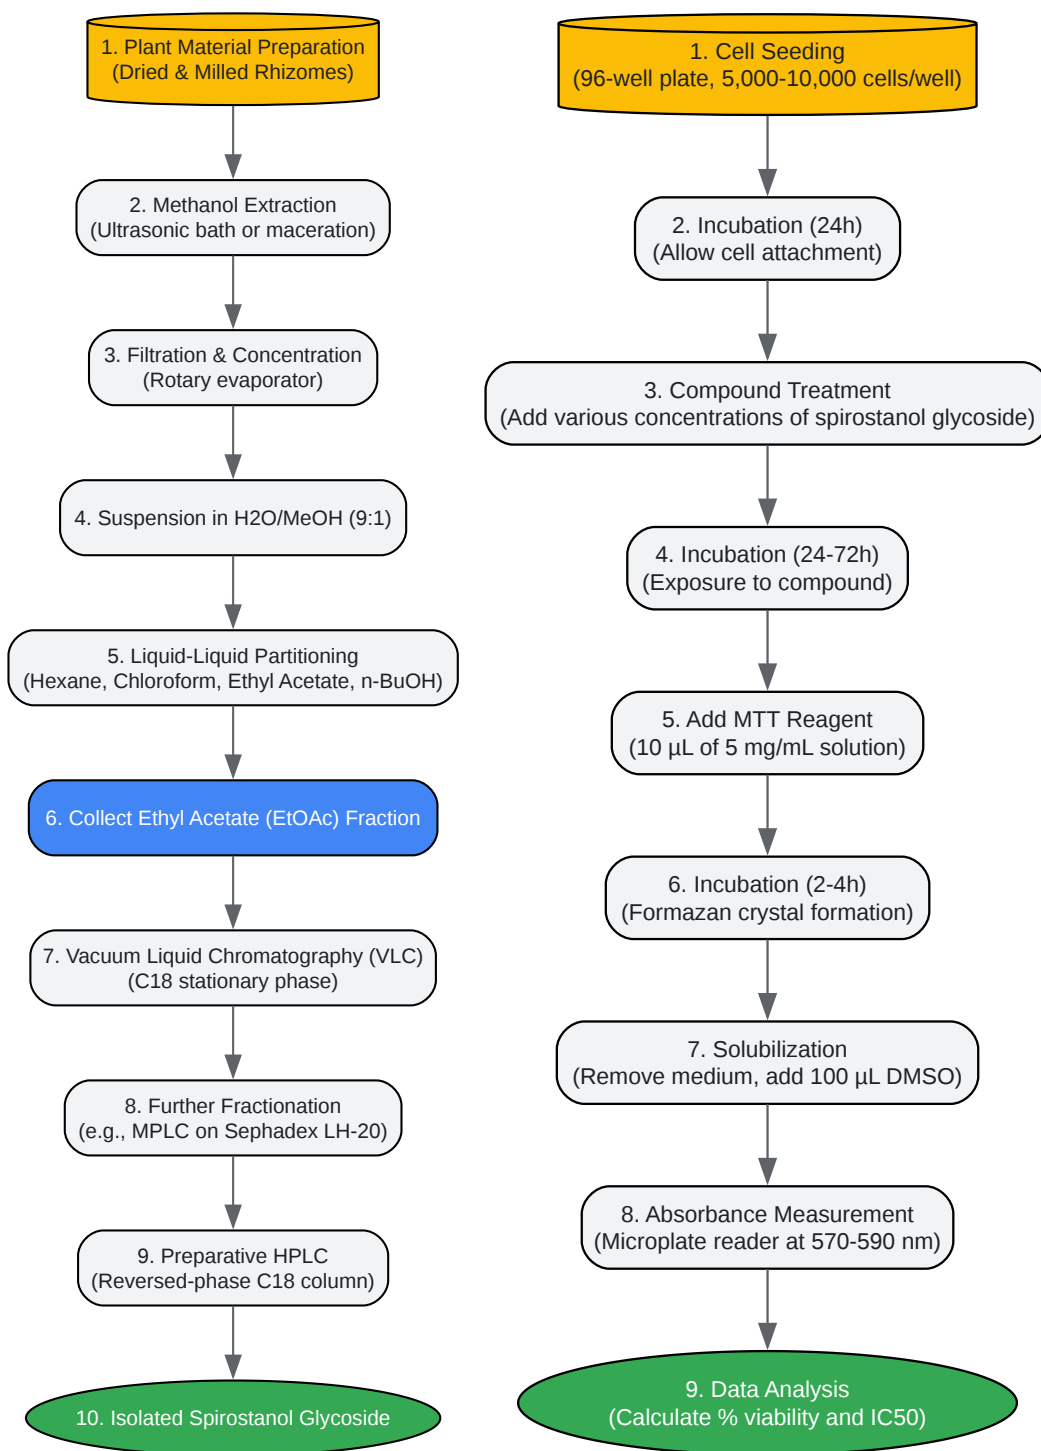 1. Plant Material Preparation
(Dried & Milled Rhizomes)
2. Methanol Extraction
(Ultrasonic bath or maceration)
3. Filtration & Concentration
(Rotary evaporator)
4. Suspension in H2O/MeOH (9:1)
5. Liquid-Liquid Partitioning
(Hexane, Chloroform, Ethyl Acetate, n-BuOH)
6. Collect Ethyl Acetate (EtOAc) Fraction
7. Vacuum Liquid Chromatography (VLC)
(C18 stationary phase)
8. Further Fractionation
(e.g., MPLC on Sephadex LH-20)
9. Preparative HPLC
(Reversed-phase C18 column)
10. Isolated Spirostanol Glycoside
1. Cell Seeding
(96-well plate, 5,000-10,000 cells/well)
2. Incubation (24h)
(Allow cell attachment)
3. Compound Treatment
(Add various concentrations of spirostanol glycoside)
4. Incubation (24-72h)
(Exposure to compound)
5. Add MTT Reagent
(10 µL of 5 mg/mL solution)
6. Incubation (2-4h)
(Formazan crystal formation)
7. Solubilization
(Remove medium, add 100 µL DMSO)
8. Absorbance Measurement
(Microplate reader at 570-590 nm)
9. Data Analysis
(Calculate % viability and IC50)